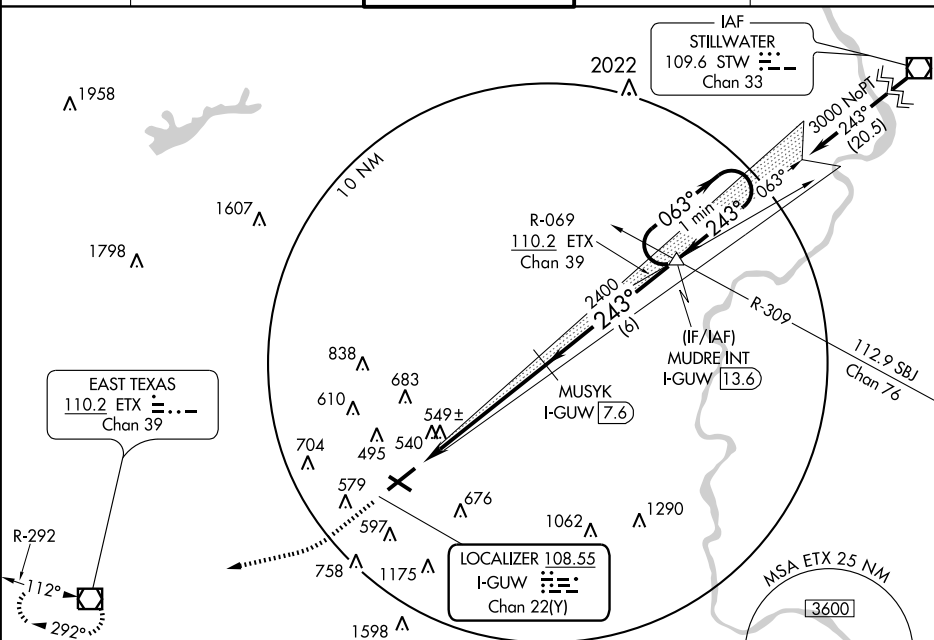 IAF
STILLWATER
109.6 STW
Chan 33
2022
1958
3000 NoPT
243°
(20.5)
10 NM
063°
1 min
243°
063°
1607
R-069
110.2 ETX
Chan 39
1798
2400
243°
(6)
R-309
(IF/IAF)
MUDRE INT
I-GUW 13.6
112.9 SBJ
Chan 76
838
MUSYK
I-GUW 7.6
EAST TEXAS
110.2 ETX
Chan 39
683
610
549±
540
495
704
579
676
597
1062
1290
R-292
LOCALIZER 108.55
I-GUW
Chan 22(Y)
758
1175
MSA ETX 25 NM
112°
3600
292°
1598